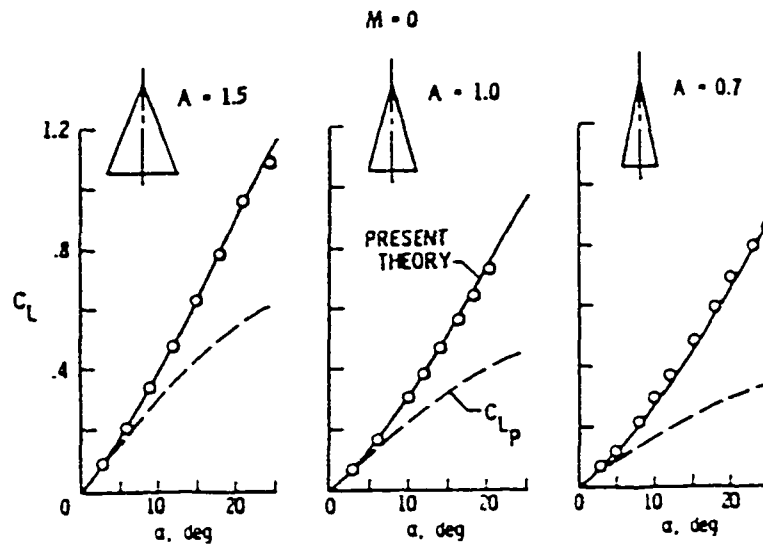 M = 0
A = 1.5
A = 1.0
A = 0.7
1.2
.8
.4
0
C_L
PRESENT
THEORY
C_Lp
0 10 20
α, deg
0 10 20
α, deg
0 10 20
α, deg